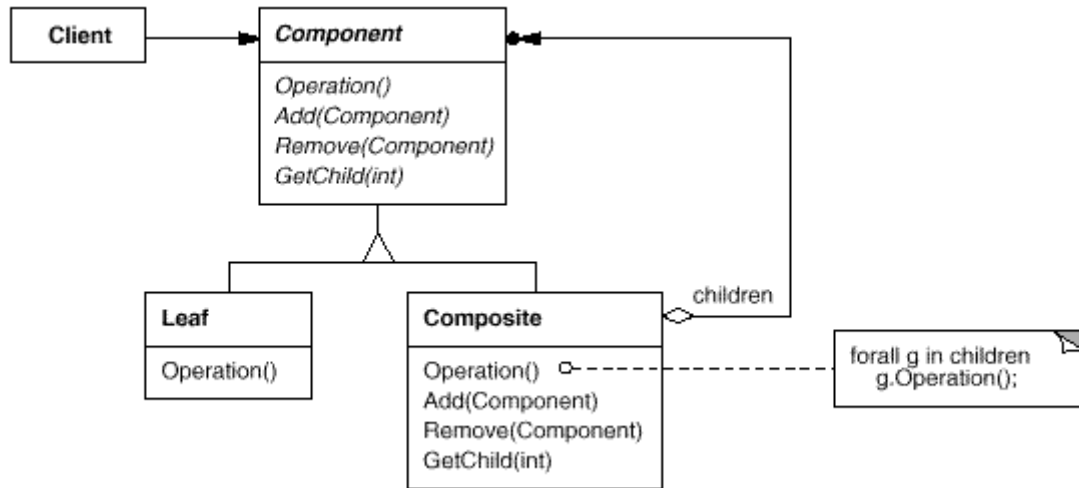 Client
Component
Operation()
Add(Component)
Remove(Component)
GetChild(int)
Leaf
Operation()
Composite
Operation()
Add(Component)
Remove(Component)
GetChild(int)
children
forall g in children
g.Operation();